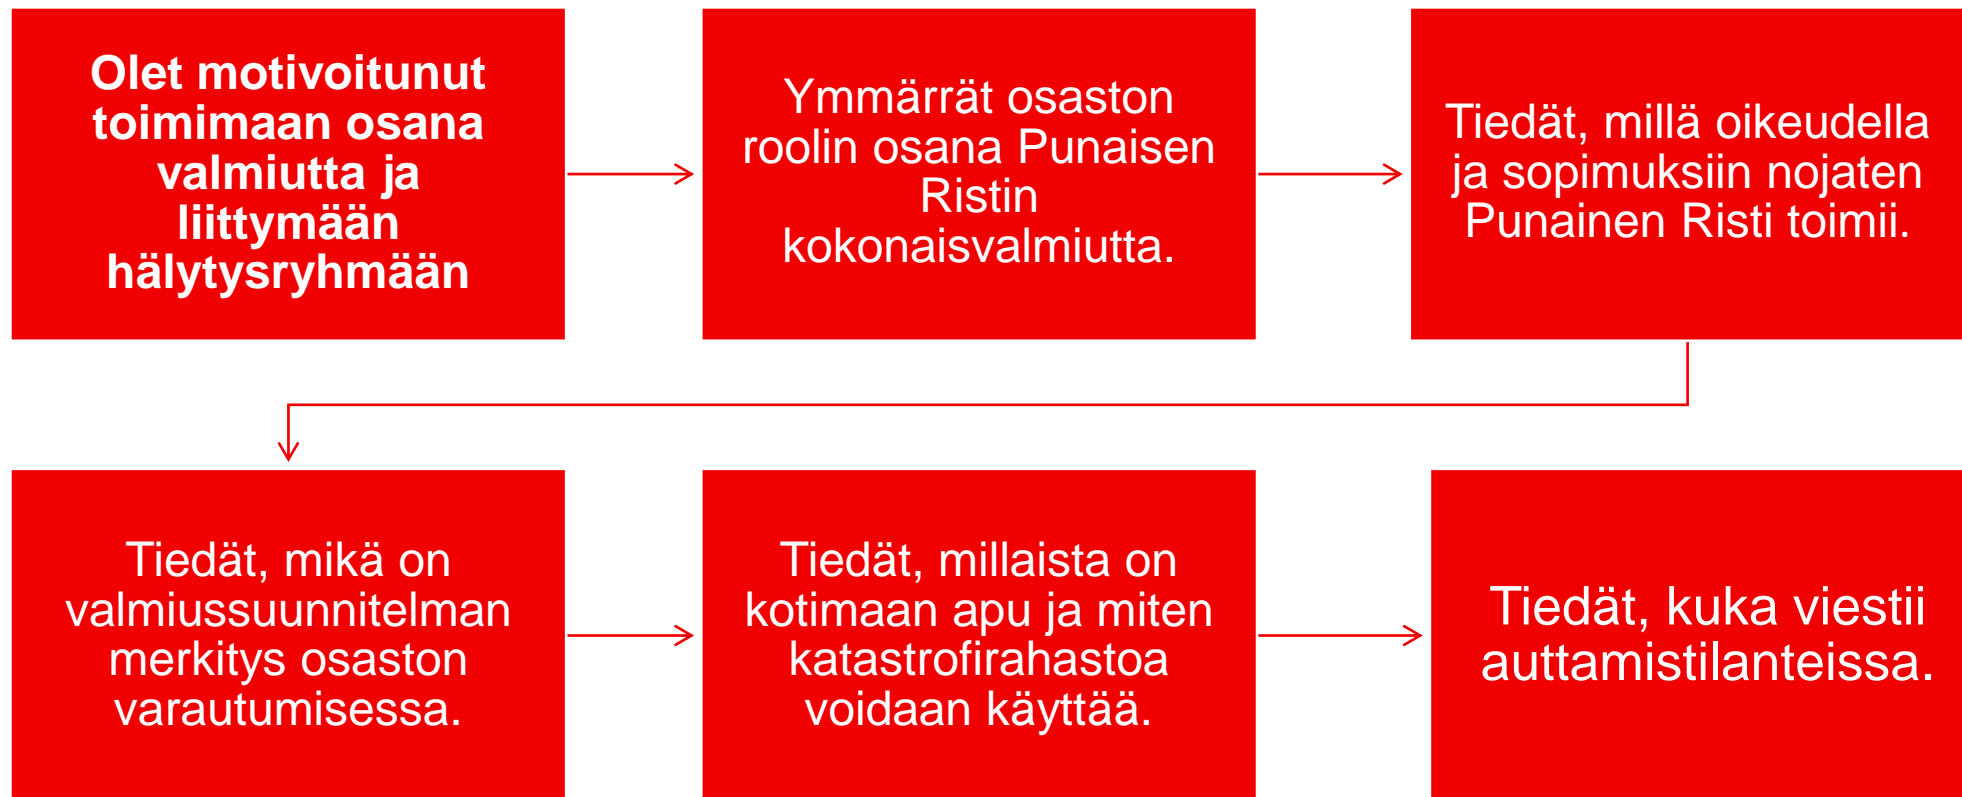 Olet motivoitunut
toimimaan osana
valmiutta ja
liittymään
hälytysryhmään
Ymmärrät osaston
roolin osana Punaisen
Ristin
kokonaisvalmiutta.
Tiedät, millä oikeudella
ja sopimuksiin nojaten
Punainen Risti toimii.
Tiedät, mikä on
valmiussuunnitelman
merkitys osaston
varautumisessa.
Tiedät, millaista on
kotimaan apu ja miten
katastrofirahastoa
voidaan käyttää.
Tiedät, kuka viestii
auttamistilanteissa.